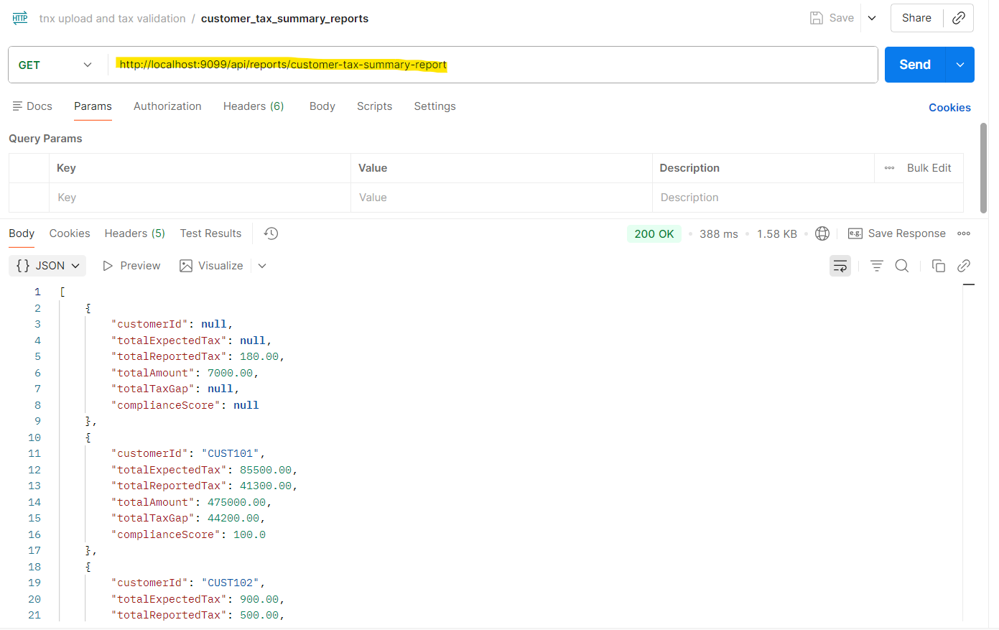 HTTP tnx upload and tax validation / customer_tax_summary_reports Save Share
GET http://localhost:9099/api/reports/customer-tax-summary-report Send
Docs Params Authorization Headers (6) Body Scripts Settings Cookies
Query Params
Key Value Description Bulk Edit
Key Value Description
Body Cookies Headers (5) Test Results 200 OK • 388 ms • 1.58 KB • e.g. Save Response
{} JSON Preview Visualize
1 [
2 {
3 "customerId": null,
4 "totalExpectedTax": null,
5 "totalReportedTax": 180.00,
6 "totalAmount": 7000.00,
7 "totalTaxGap": null,
8 "complianceScore": null
9 },
10 {
11 "customerId": "CUST101",
12 "totalExpectedTax": 85500.00,
13 "totalReportedTax": 41300.00,
14 "totalAmount": 475000.00,
15 "totalTaxGap": 44200.00,
16 "complianceScore": 100.0
17 },
18 {
19 "customerId": "CUST102",
20 "totalExpectedTax": 900.00,
21 "totalReportedTax": 500.00,